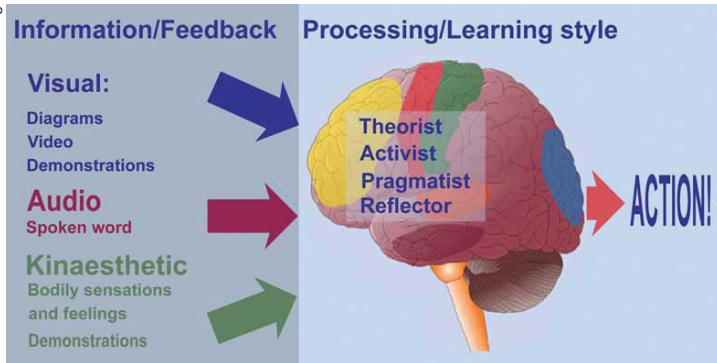 Information/Feedback
Visual:
Diagrams
Video
Demonstrations
Audio
Spoken word
Kinaesthetic
Bodily sensations
and feelings
Demonstrations
Processing/Learning style
Theorist
Activist
Pragmatist
Reflector
ACTION!